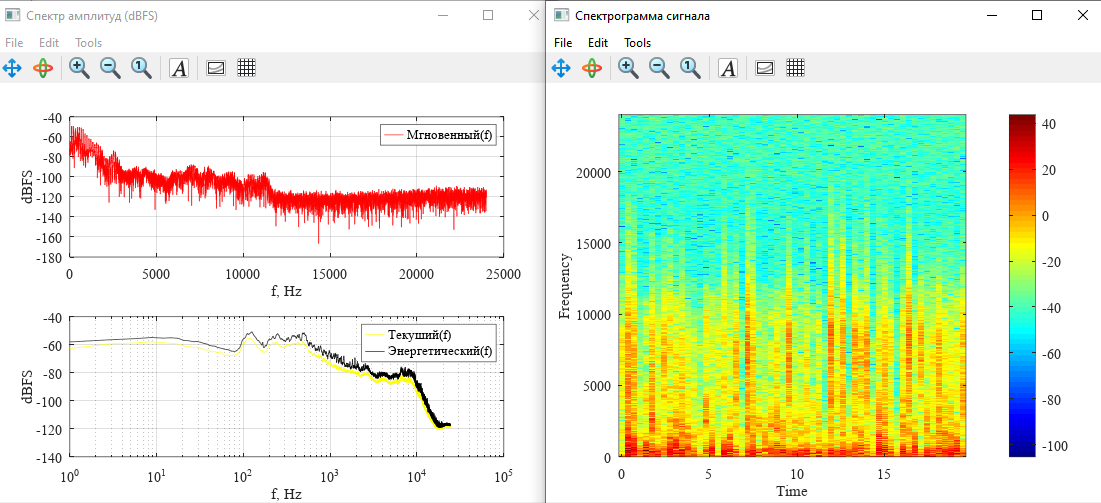 Спектр амплитуд (dBFS)
File Edit Tools
A
-40
-60
-80
-100
-120
-140
-160
-180
dBFS
Мгновенный(f)
0 5000 10000 15000 20000 25000
f, Hz
-40
-60
-80
-100
-120
-140
dBFS
Текуший(f)
Энергетический(f)
10^0 10^1 10^2 10^3 10^4 10^5
f, Hz
Спектрограмма сигнала
File Edit Tools
A
20000
15000
10000
5000
0
Frequency
0 5 10 15
Time
40
20
0
-20
-40
-60
-80
-100